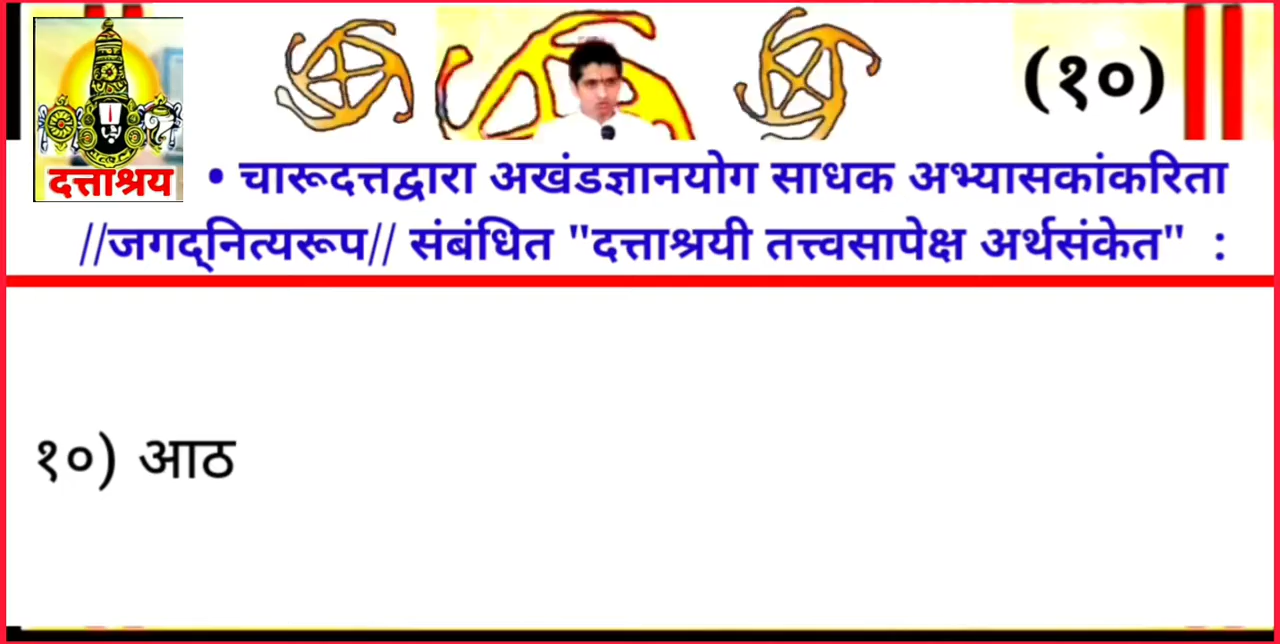 (१०)
दत्ताश्रय
• चारूदत्तद्वारा अखंडज्ञानयोग साधक अभ्यासकांकरिता
//जगद्‌नित्यरूप// संबंधित "दत्ताश्रयी तत्त्वसापेक्ष अर्थसंकेत" :
१०) आठ